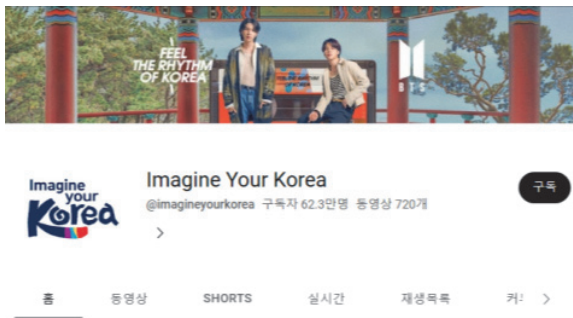 FEEL
THE RHYTHM
OF KOREA
BTS
Imagine
your
Korea
Imagine Your Korea
구독
@imagineyourkorea 구독자 62.3만명 동영상 720개
홈 동영상 SHORTS 실시간 재생목록